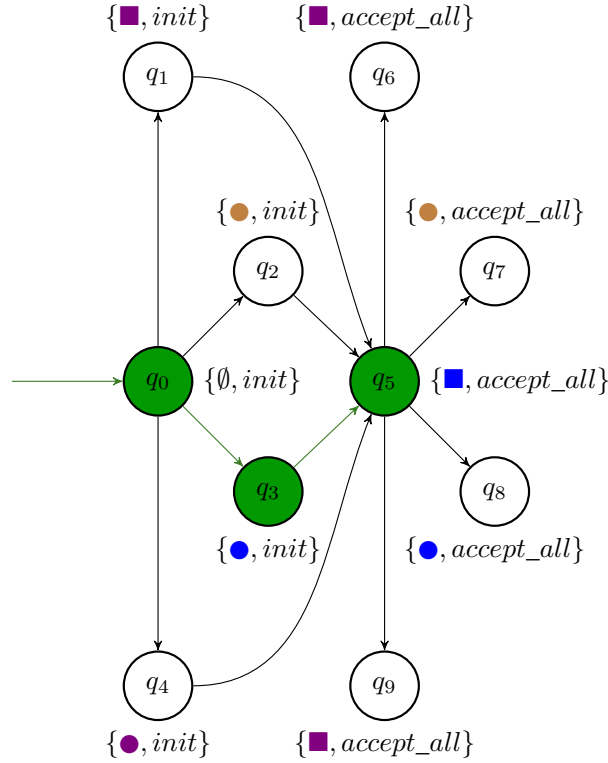 {■, init} {■, accept_all}
q1 q6
{●, init} {●, accept_all}
q2 q7
q0 {∅, init} q5 {■, accept_all}
q3 q8
{●, init} {●, accept_all}
q4 q9
{●, init} {■, accept_all}